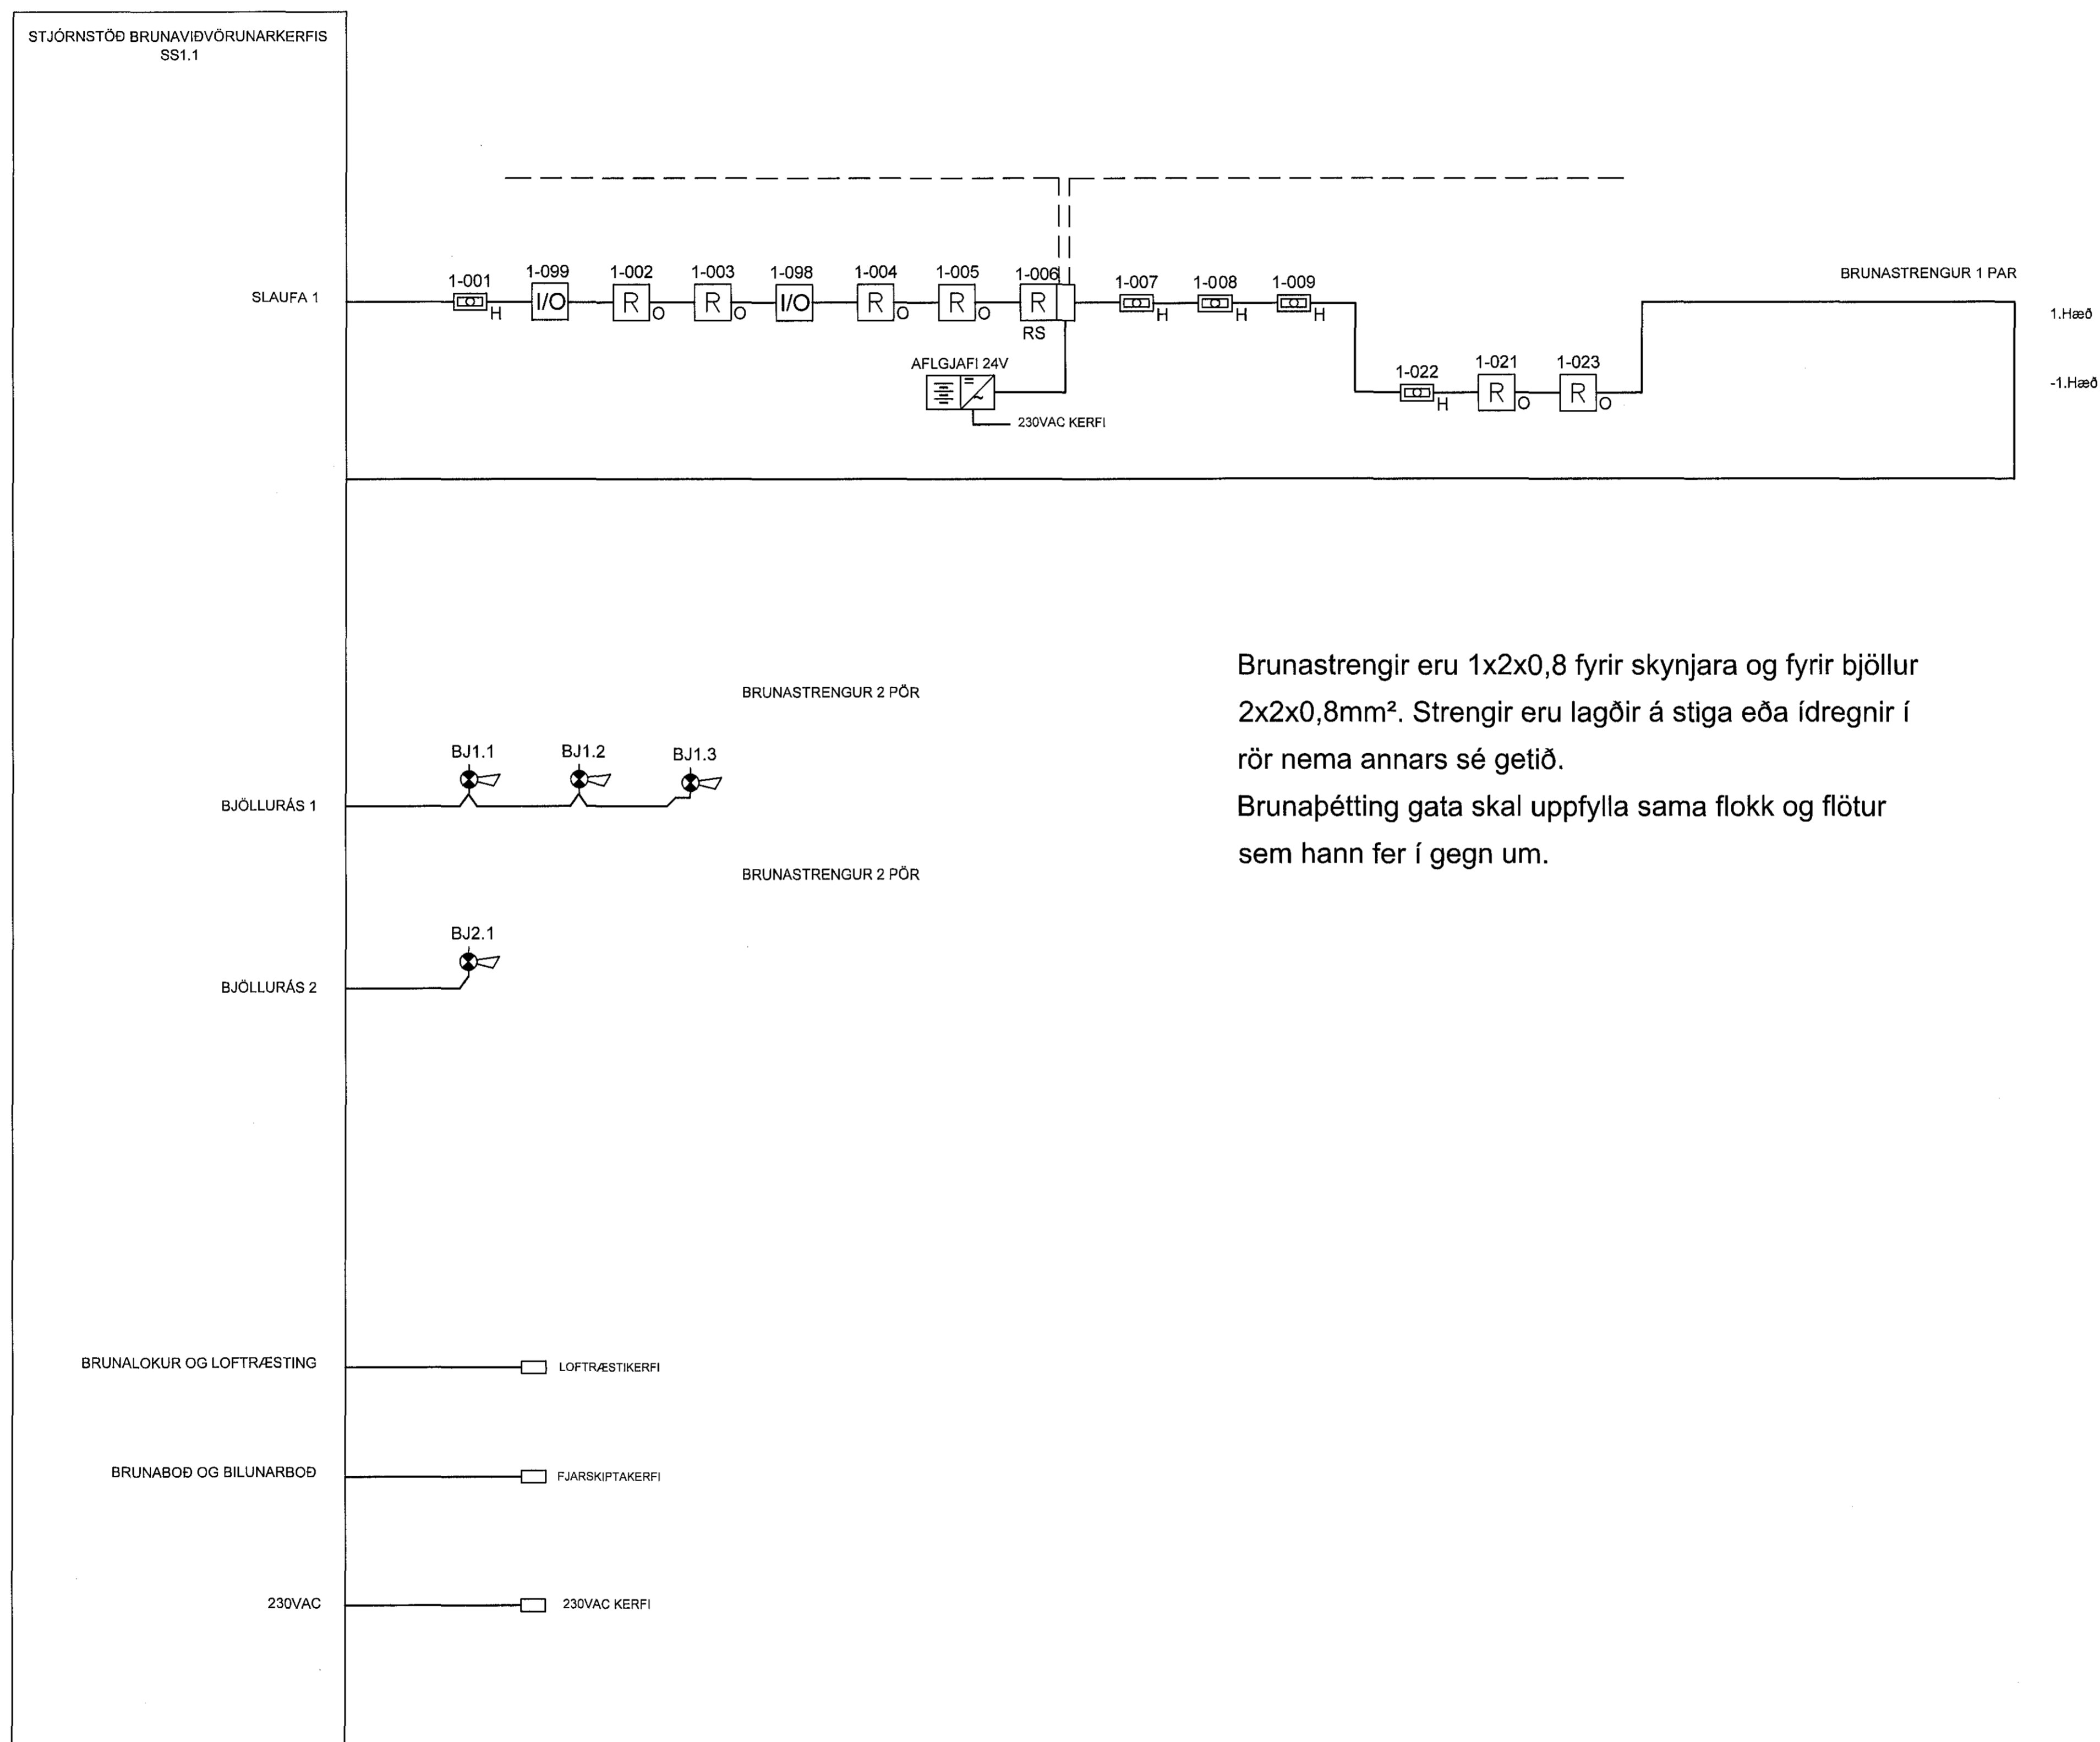 STJÓRNSTÖÐ BRUNAVIÐVÖRUNARKERFIS
SS1.1
SLAUFA 1
1-001
H
1-099
I/O
1-002
R
O
1-003
R
O
1-098
I/O
1-004
R
O
1-005
R
O
1-006
R
RS
1-007
H
1-008
H
1-009
H
BRUNASTRENGUR 1 PAR
1.Hæð
AFLGJAFI 24V
230VAC KERFI
1-022
H
1-021
R
O
1-023
R
O
-1.Hæð
BRUNASTRENGUR 2 PÖR
BJ1.1
BJ1.2
BJ1.3
BJÖLLURÁS 1
BRUNASTRENGUR 2 PÖR
BJ2.1
BJÖLLURÁS 2
Brunastrengir eru 1x2x0,8 fyrir skynjara og fyrir bjöllur
2x2x0,8mm². Strengir eru lagðir á stiga eða ídregnir í
rör nema annars sé getið.
Brunaþétting gata skal uppfylla sama flokk og flötur
sem hann fer í gegn um.
BRUNALOKUR OG LOFTRÆSTING
LOFTRÆSTIKERFI
BRUNABOÐ OG BILUNARBOÐ
FJARSKIPTAKERFI
230VAC
230VAC KERFI